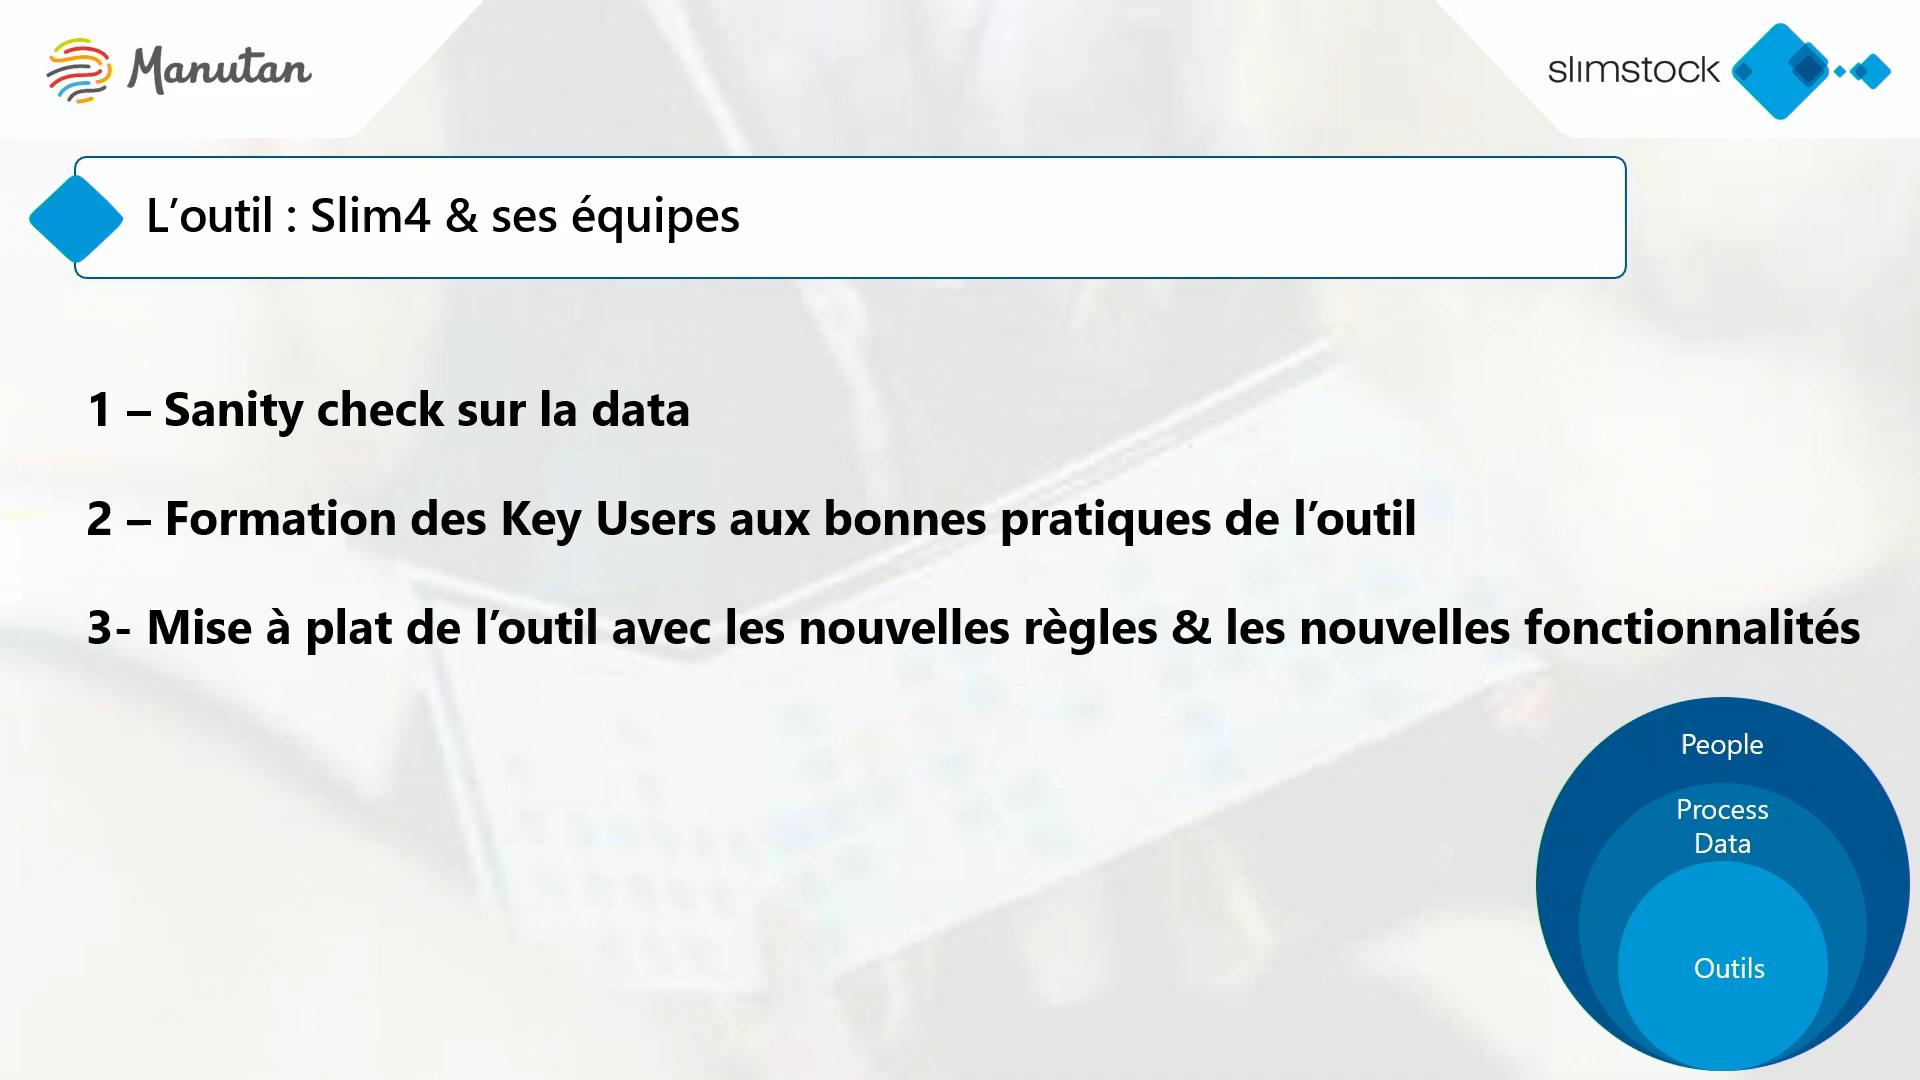 Manutan
slimstock
L’outil : Slim4 & ses équipes
1 – Sanity check sur la data
2 – Formation des Key Users aux bonnes pratiques de l’outil
3- Mise à plat de l’outil avec les nouvelles règles & les nouvelles fonctionnalités
People
Process
Data
Outils